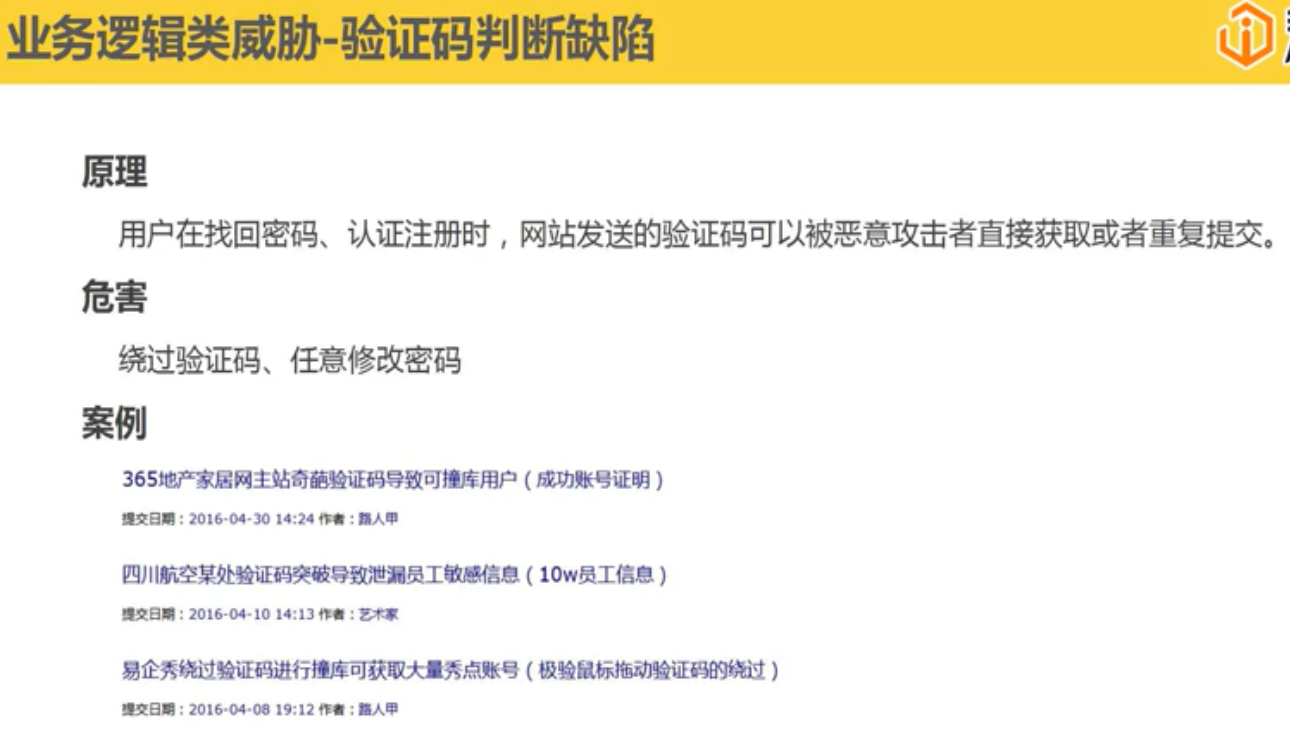 业务逻辑类威胁-验证码判断缺陷
原理
用户在找回密码、认证注册时，网站发送的验证码可以被恶意攻击者直接获取或者重复提交。
危害
绕过验证码、任意修改密码
案例
365地产家居网主站奇葩验证码导致可撞库用户（成功账号证明）
提交日期：2016-04-30 14:24 作者：路人甲
四川航空某处验证码突破导致泄漏员工敏感信息（10w员工信息）
提交日期：2016-04-10 14:13 作者：艺术家
易企秀绕过验证码进行撞库可获取大量秀点账号（极验鼠标拖动验证码的绕过）
提交日期：2016-04-08 19:12 作者：路人甲